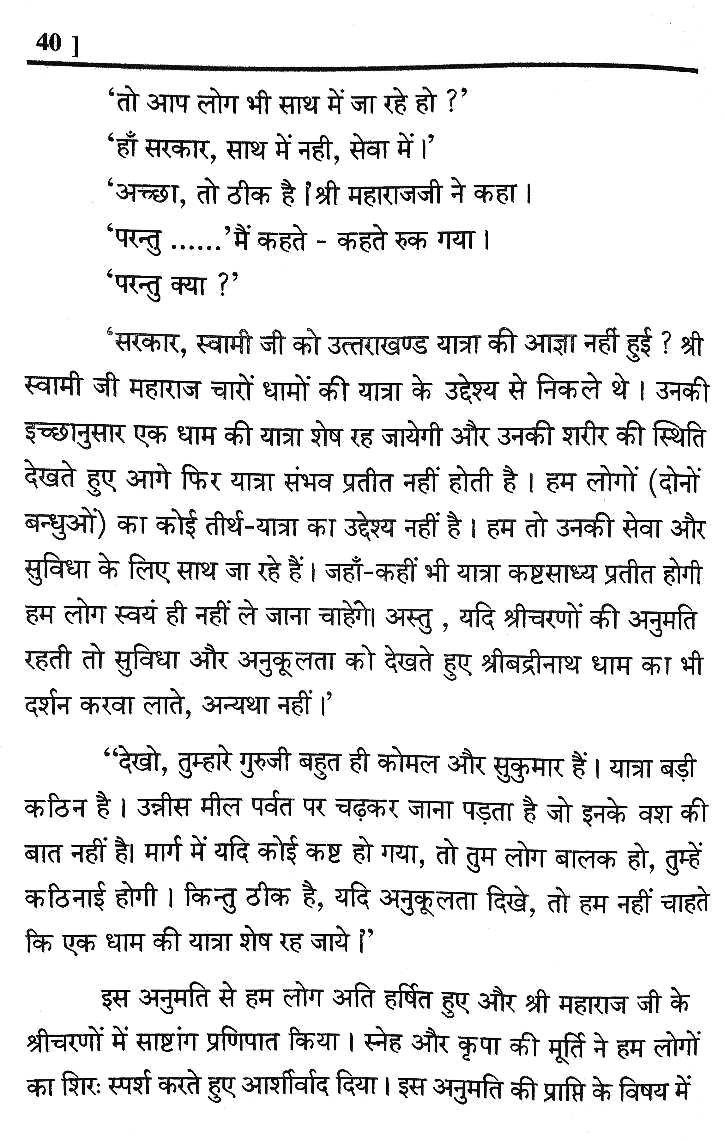 40 ]
‘तो आप लोग भी साथ में जा रहे हो ?’
‘हाँ सरकार, साथ में नही, सेवा में।’
‘अच्छा, तो ठीक है।’श्री महाराजजी ने कहा।
‘परन्तु ......’मैं कहते - कहते रुक गया।
‘परन्तु क्या ?’
‘सरकार, स्वामी जी को उत्तराखण्ड यात्रा की आज्ञा नहीं हुई ? श्री
स्वामी जी महाराज चारों धामों की यात्रा के उद्देश्य से निकले थे। उनकी
इच्छानुसार एक धाम की यात्रा शेष रह जायेगी और उनकी शरीर की स्थिति
देखते हुए आगे फिर यात्रा संभव प्रतीत नहीं होती है। हम लोगों (दोनों
बन्धुओं) का कोई तीर्थ-यात्रा का उद्देश्य नहीं है। हम तो उनकी सेवा और
सुविधा के लिए साथ जा रहे हैं। जहाँ-कहीं भी यात्रा कष्टसाध्य प्रतीत होगी
हम लोग स्वयं ही नहीं ले जाना चाहेंगे। अस्तु , यदि श्रीचरणों की अनुमति
रहती तो सुविधा और अनुकूलता को देखते हुए श्रीबद्रीनाथ धाम का भी
दर्शन करवा लाते, अन्यथा नहीं।’
‘‘देखो, तुम्हारे गुरुजी बहुत ही कोमल और सुकुमार हैं। यात्रा बड़ी
कठिन है। उन्नीस मील पर्वत पर चढ़कर जाना पड़ता है जो इनके वश की
बात नहीं है। मार्ग में यदि कोई कष्ट हो गया, तो तुम लोग बालक हो, तुम्हें
कठिनाई होगी। किन्तु ठीक है, यदि अनुकूलता दिखे, तो हम नहीं चाहते
कि एक धाम की यात्रा शेष रह जाये।’’
इस अनुमति से हम लोग अति हर्षित हुए और श्री महाराज जी के
श्रीचरणों में साष्टांग प्रणिपात किया। स्नेह और कृपा की मूर्ति ने हम लोगों
का शिरः स्पर्श करते हुए आर्शीर्वाद दिया। इस अनुमति की प्राप्ति के विषय में